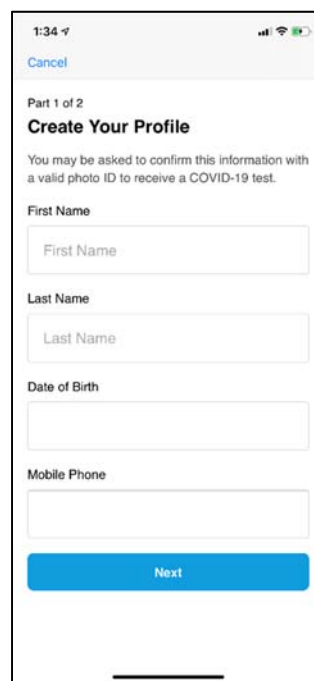 1:34
Cancel
Part 1 of 2
Create Your Profile
You may be asked to confirm this information with
a valid photo ID to receive a COVID-19 test.
First Name
First Name
Last Name
Last Name
Date of Birth
Mobile Phone
Next